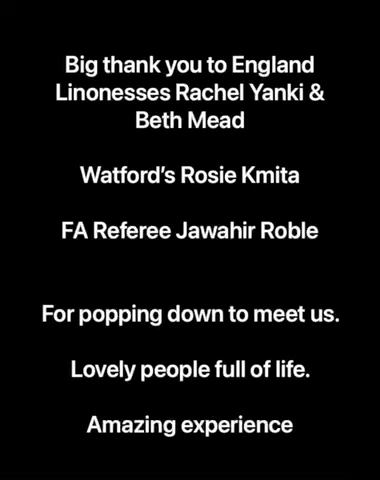 Big thank you to England
Linonesses Rachel Yanki &
Beth Mead
Watford's Rosie Kmita
FA Referee Jawahir Roble
For popping down to meet us.
Lovely people full of life.
Amazing experience